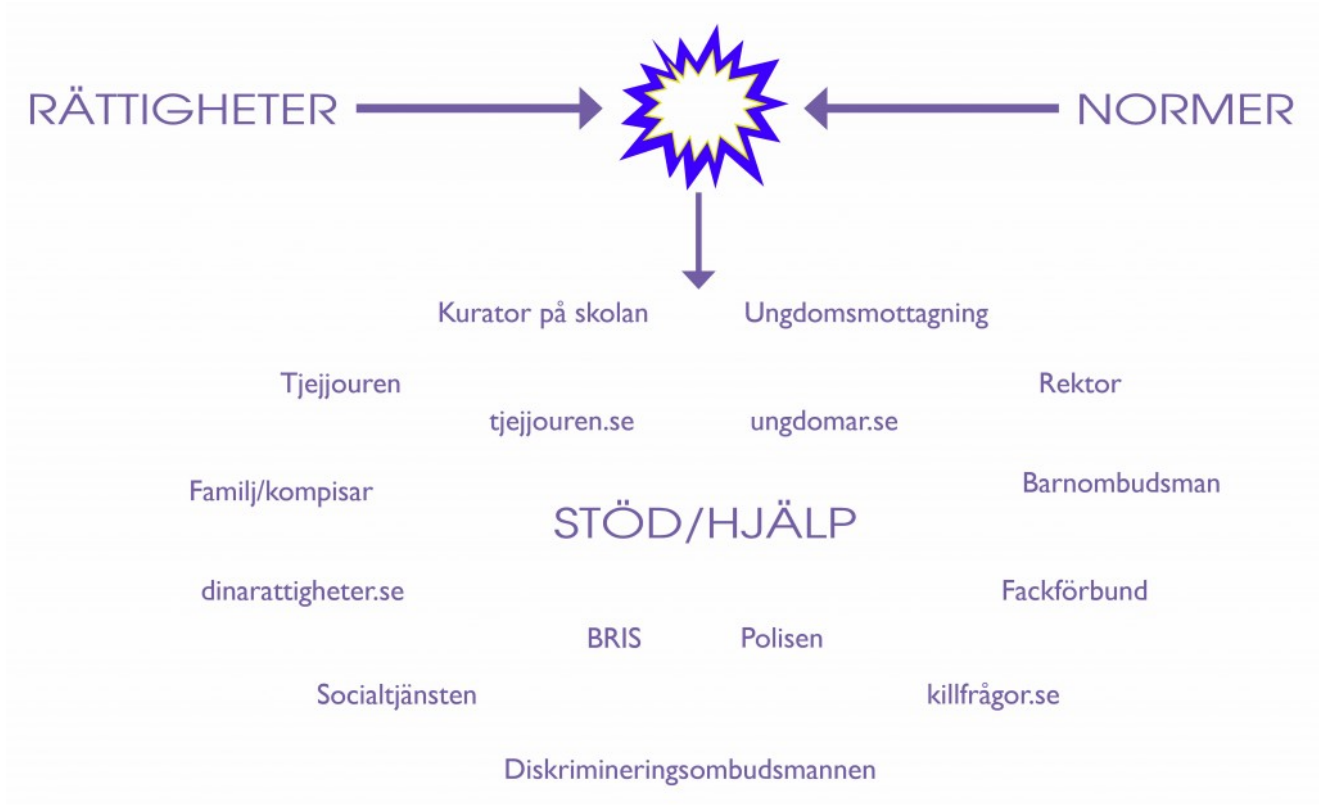 RÄTTIGHETER
NORMER
Kurator på skolan
Ungdomsmottagning
Tjejjouren
Rektor
tjejjouren.se
ungdomar.se
Familj/kompisar
Barnombudsman
STÖD/HJÄLP
dinarattigheter.se
Fackförbund
BRIS
Polisen
Socialtjänsten
killfrågor.se
Diskrimineringsombudsmannen